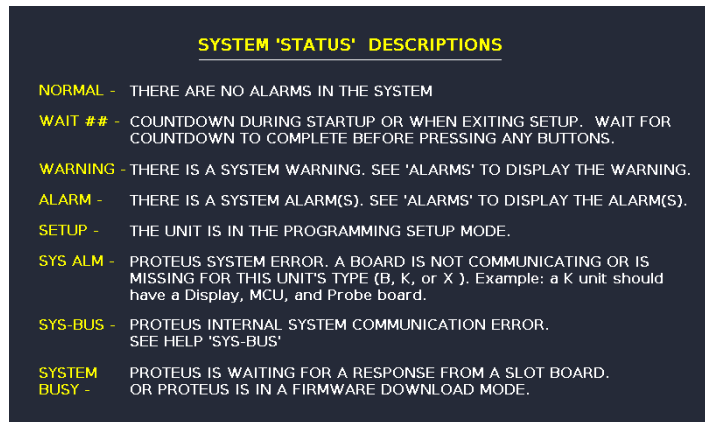 SYSTEM 'STATUS' DESCRIPTIONS
NORMAL - THERE ARE NO ALARMS IN THE SYSTEM
WAIT ## - COUNTDOWN DURING STARTUP OR WHEN EXITING SETUP. WAIT FOR
COUNTDOWN TO COMPLETE BEFORE PRESSING ANY BUTTONS.
WARNING - THERE IS A SYSTEM WARNING. SEE 'ALARMS' TO DISPLAY THE WARNING.
ALARM - THERE IS A SYSTEM ALARM(S). SEE 'ALARMS' TO DISPLAY THE ALARM(S).
SETUP - THE UNIT IS IN THE PROGRAMMING SETUP MODE.
SYS ALM - PROTEUS SYSTEM ERROR. A BOARD IS NOT COMMUNICATING OR IS
MISSING FOR THIS UNIT'S TYPE (B, K, or X ). Example: a K unit should
have a Display, MCU, and Probe board.
SYS-BUS - PROTEUS INTERNAL SYSTEM COMMUNICATION ERROR.
SEE HELP 'SYS-BUS'
SYSTEM PROTEUS IS WAITING FOR A RESPONSE FROM A SLOT BOARD.
BUSY - OR PROTEUS IS IN A FIRMWARE DOWNLOAD MODE.